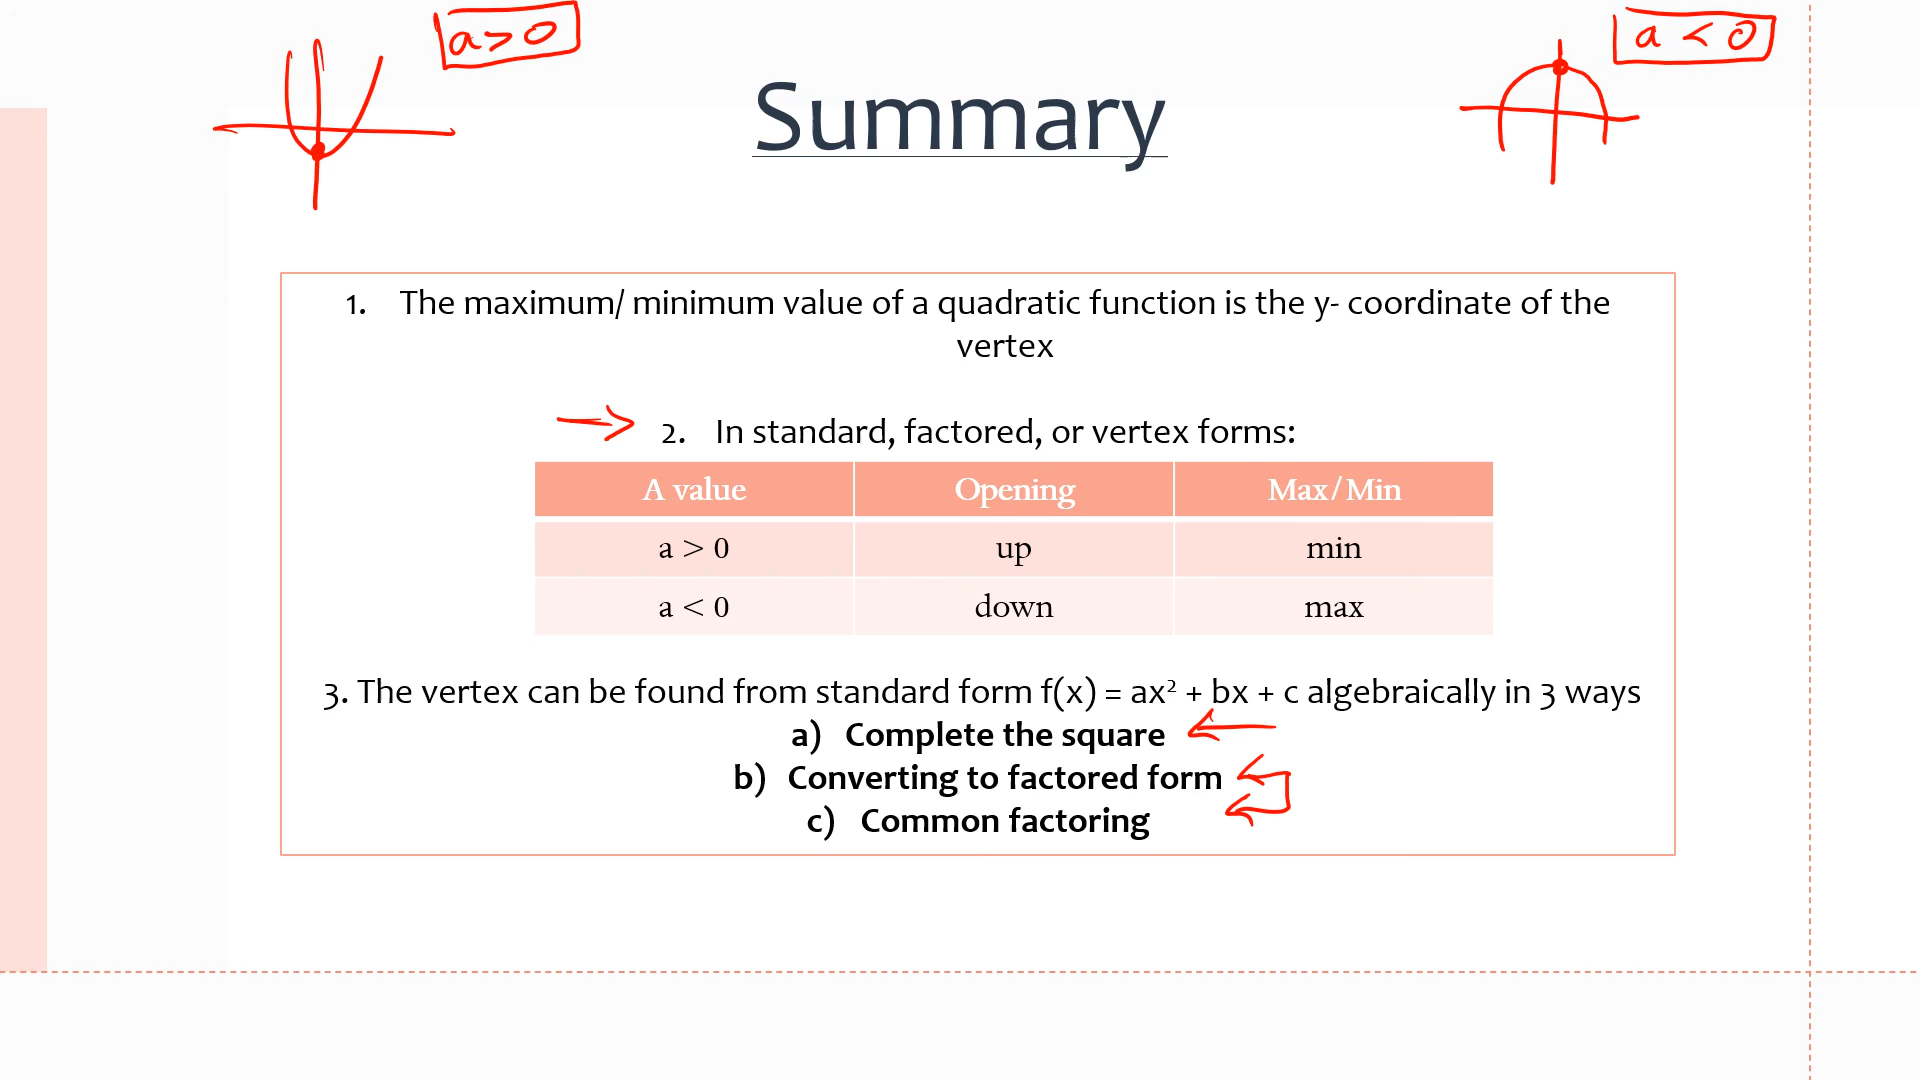 a > 0
a < 0
Summary
1. The maximum/ minimum value of a quadratic function is the y- coordinate of the
vertex
2. In standard, factored, or vertex forms:
A value Opening Max/Min
a > 0 up min
a < 0 down max
3. The vertex can be found from standard form f(x) = ax² + bx + c algebraically in 3 ways
a) Complete the square
b) Converting to factored form
c) Common factoring